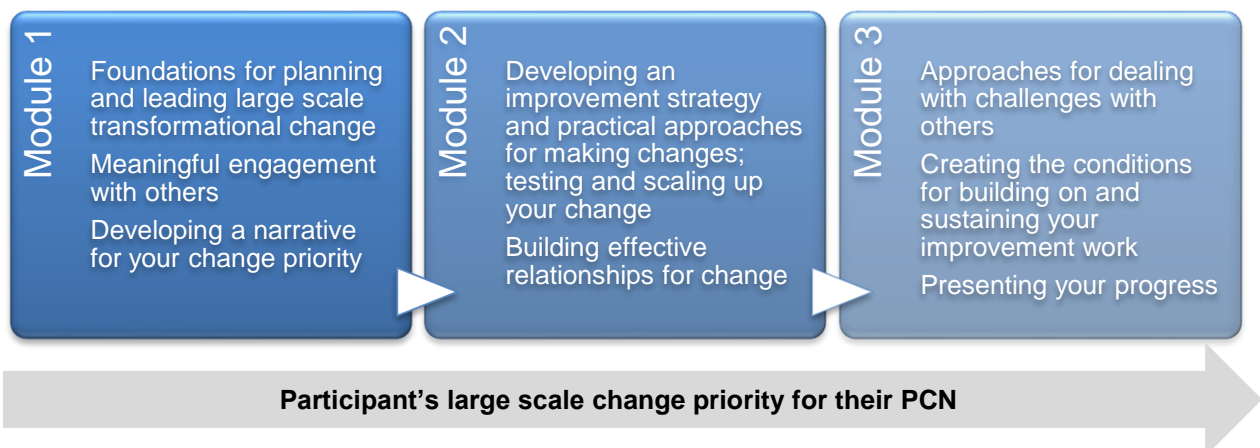 Module 1
Foundations for planning
and leading large scale
transformational change
Meaningful engagement
with others
Developing a narrative
for your change priority
Module 2
Developing an
improvement strategy
and practical approaches
for making changes;
testing and scaling up
your change
Building effective
relationships for change
Module 3
Approaches for dealing
with challenges with
others
Creating the conditions
for building on and
sustaining your
improvement work
Presenting your progress
Participant's large scale change priority for their PCN